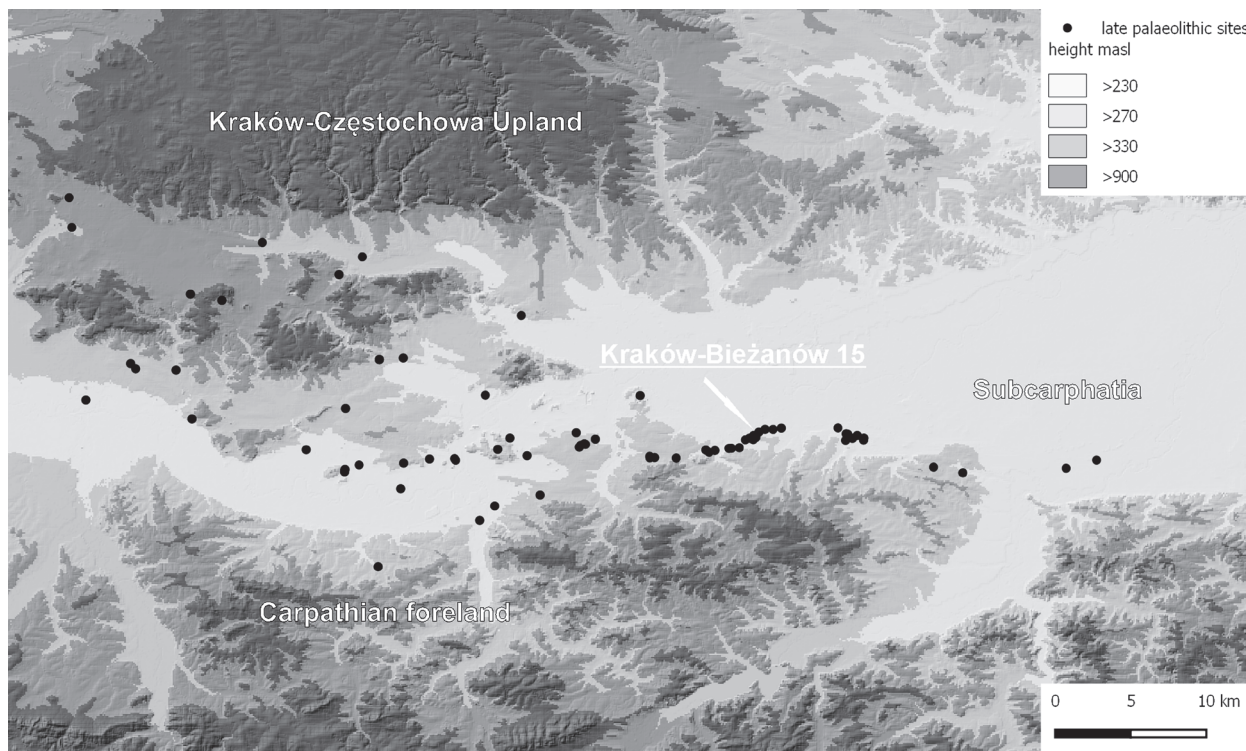 late palaeolithic sites
height masl
>230
>270
>330
>900
Kraków-Częstochowa Upland
Kraków-Bieżanów 15
Subcarphatia
Carpathian foreland
0 5 10 km